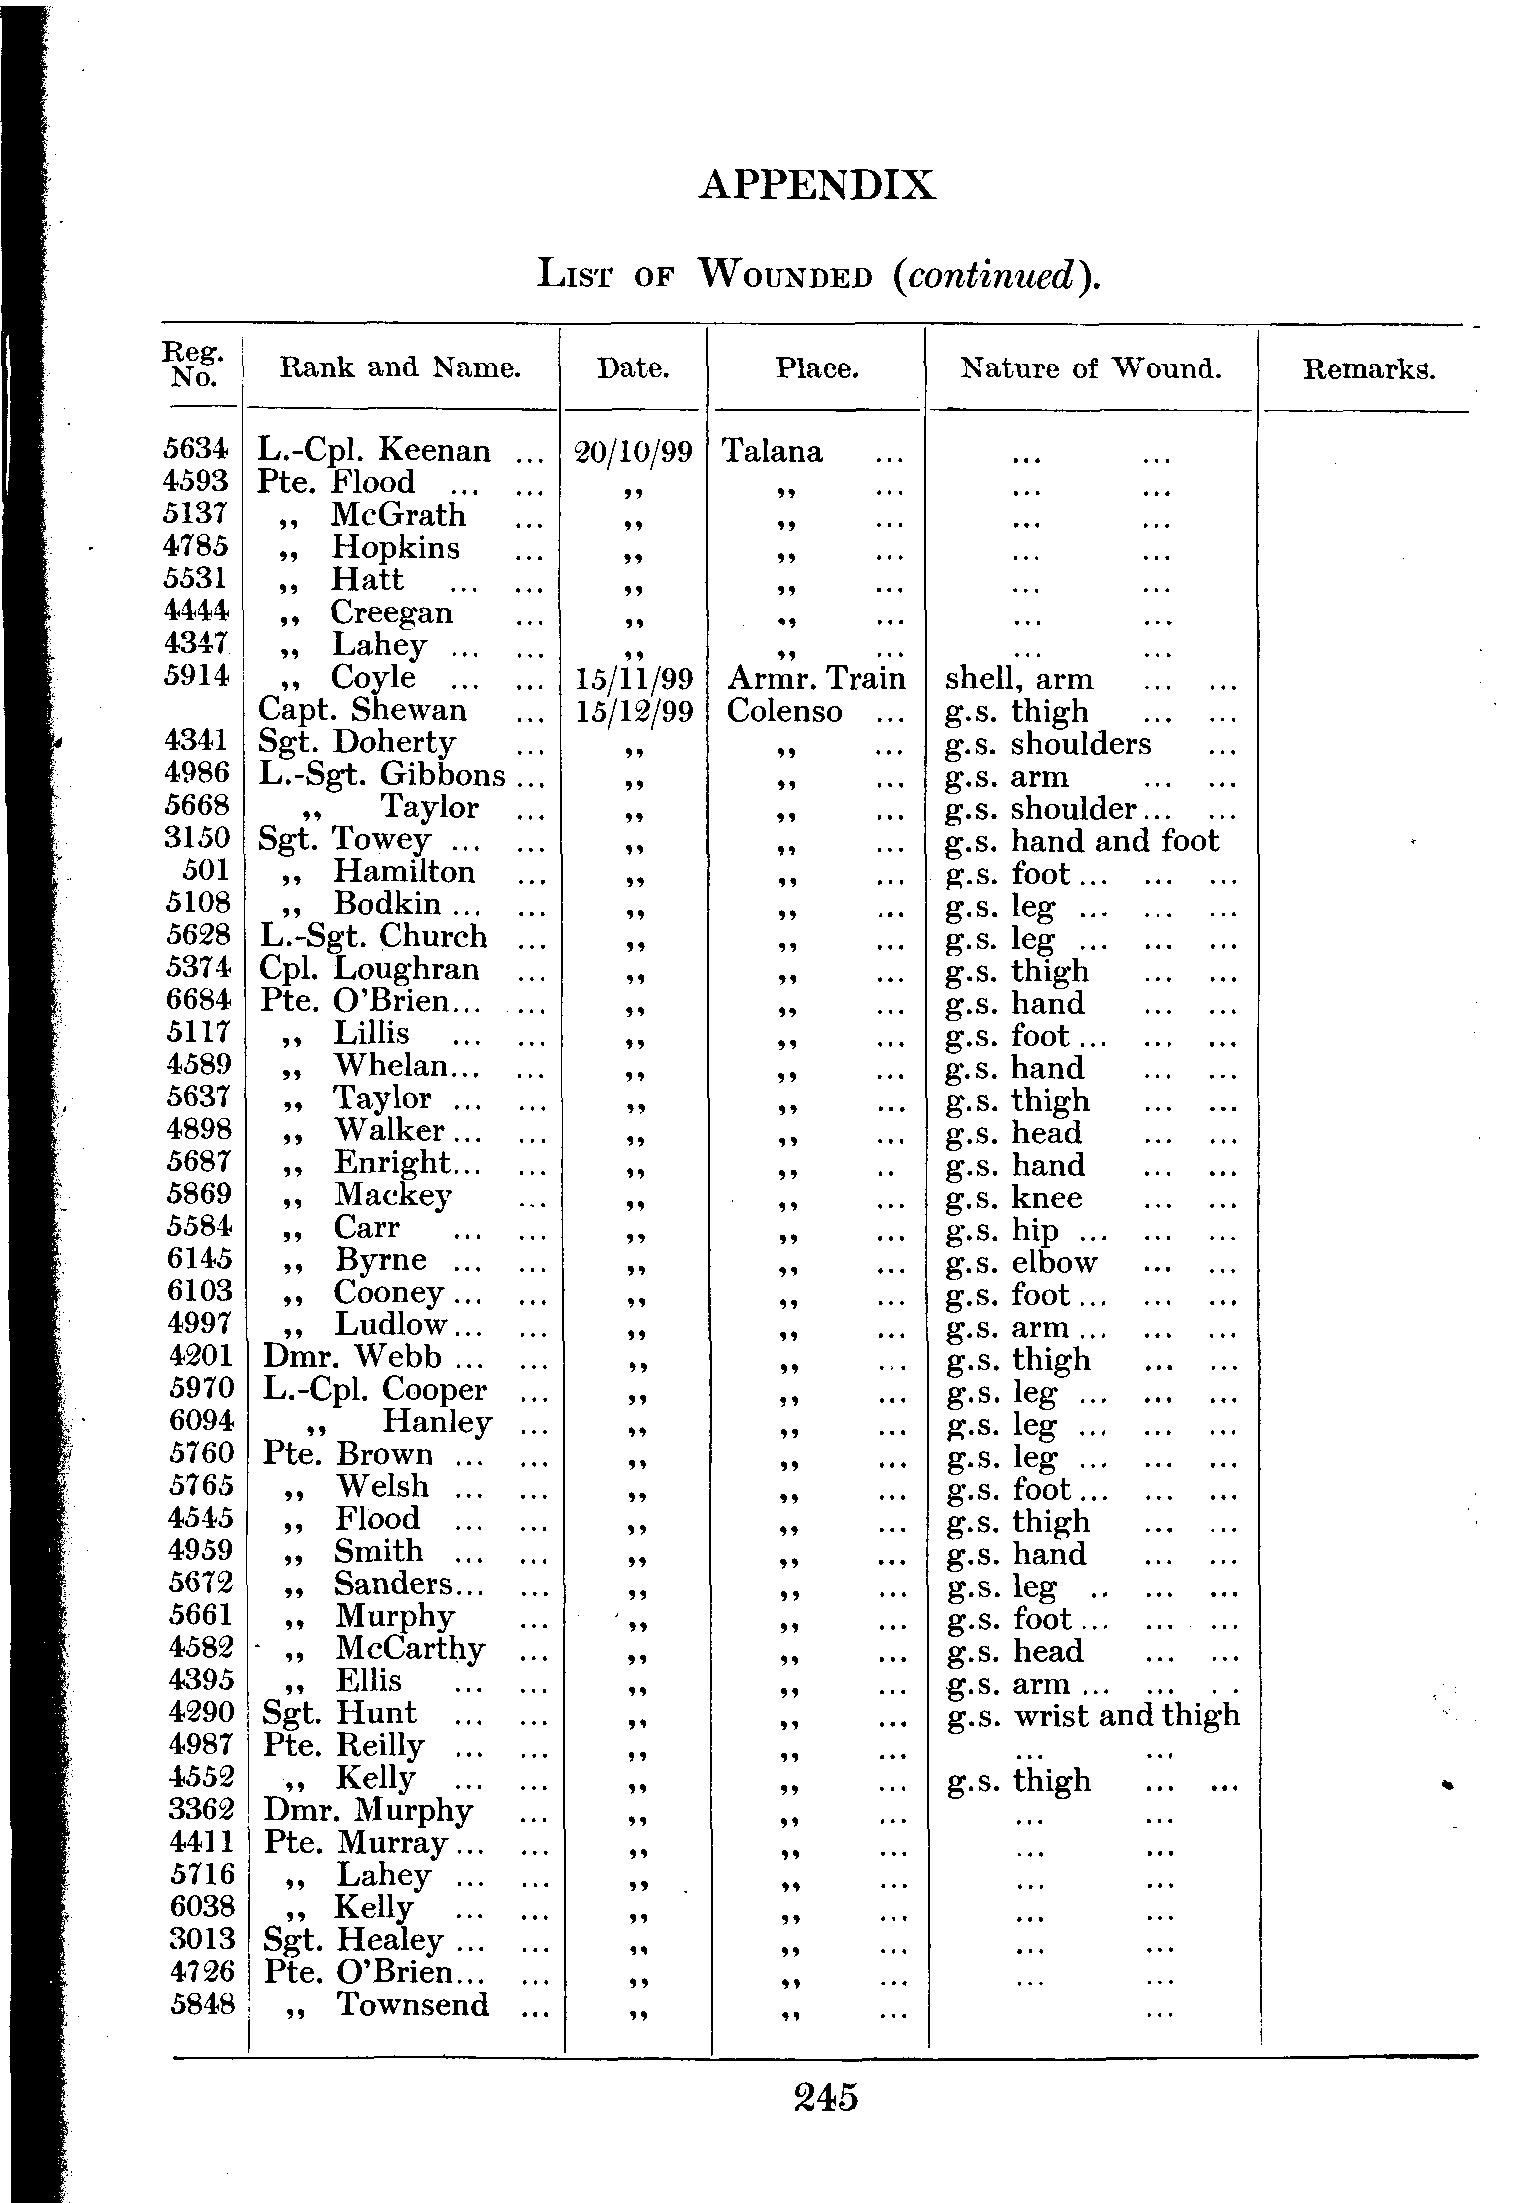 APPENDIX
LIST OF WOUNDED (continued).
Reg. No. Rank and Name. Date. Place. Nature of Wound. Remarks.
5634 L.-Cpl. Keenan ... 20/10/99 Talana ... ... ...
4593 Pte. Flood ... ... ,, ,, ... ... ...
5137 ,, McGrath ... ,, ,, ... ... ...
4785 ,, Hopkins ... ,, ,, ... ... ...
5531 ,, Hatt ... ... ,, ,, ... ... ...
4444 ,, Creegan ... ,, ,, ... ... ...
4347 ,, Lahey ... ... ,, ,, ... ... ...
5914 ,, Coyle ... ... 15/11/99 Armr. Train shell, arm ... ...
Capt. Shewan ... 15/12/99 Colenso ... g.s. thigh ... ...
4341 Sgt. Doherty ... ,, ,, ... g.s. shoulders ...
4986 L.-Sgt. Gibbons ... ,, ,, ... g.s. arm ... ...
5668 ,, Taylor ... ,, ,, ... g.s. shoulder... ...
3150 Sgt. Towey ... ... ,, ,, ... g.s. hand and foot
501 ,, Hamilton ... ,, ,, ... g.s. foot... ... ...
5108 ,, Bodkin ... ... ,, ,, ... g.s. leg ... ... ...
5628 L.-Sgt. Church ... ,, ,, ... g.s. leg ... ... ...
5374 Cpl. Loughran ... ,, ,, ... g.s. thigh ... ...
6684 Pte. O'Brien... ... ,, ,, ... g.s. hand ... ...
5117 ,, Lillis ... ... ,, ,, ... g.s. foot... ... ...
4589 ,, Whelan... ... ,, ,, ... g.s. hand ... ...
5637 ,, Taylor ... ... ,, ,, ... g.s. thigh ... ...
4898 ,, Walker... ... ,, ,, ... g.s. head ... ...
5687 ,, Enright... ... ,, ,, .. g.s. hand ... ...
5869 ,, Mackey ... ,, ,, ... g.s. knee ... ...
5584 ,, Carr ... ... ,, ,, ... g.s. hip ... ... ...
6145 ,, Byrne ... ... ,, ,, ... g.s. elbow ... ...
6103 ,, Cooney... ... ,, ,, ... g.s. foot... ... ...
4997 ,, Ludlow... ... ,, ,, ... g.s. arm... ... ...
4201 Dmr. Webb ... ... ,, ,, ... g.s. thigh ... ...
5970 L.-Cpl. Cooper ... ,, ,, ... g.s. leg ... ... ...
6094 ,, Hanley ... ,, ,, ... g.s. leg ... ... ...
5760 Pte. Brown ... ... ,, ,, ... g.s. leg ... ... ...
5765 ,, Welsh ... ... ,, ,, ... g.s. foot... ... ...
4545 ,, Flood ... ... ,, ,, ... g.s. thigh ... ...
4959 ,, Smith ... ... ,, ,, ... g.s. hand ... ...
5672 ,, Sanders... ... ,, ,, ... g.s. leg .. ... ...
5661 ,, Murphy ... ,, ,, ... g.s. foot... ... ...
4582 ,, McCarthy ... ,, ,, ... g.s. head ... ...
4395 ,, Ellis ... ... ,, ,, ... g.s. arm ... ... . .
4290 Sgt. Hunt ... ... ,, ,, ... g.s. wrist and thigh
4987 Pte. Reilly ... ... ,, ,, ... ... ...
4552 ,, Kelly ... ... ,, ,, ... g.s. thigh ... ...
3362 Dmr. Murphy ... ,, ,, ... ... ...
4411 Pte. Murray ... ... ,, ,, ... ... ...
5716 ,, Lahey ... ... ,, ,, ... ... ...
6038 ,, Kelly ... ... ,, ,, ... ... ...
3013 Sgt. Healey ... ... ,, ,, ... ... ...
4726 Pte. O'Brien... ... ,, ,, ... ... ...
5848 ,, Townsend ... ,, ,, ... ...
245